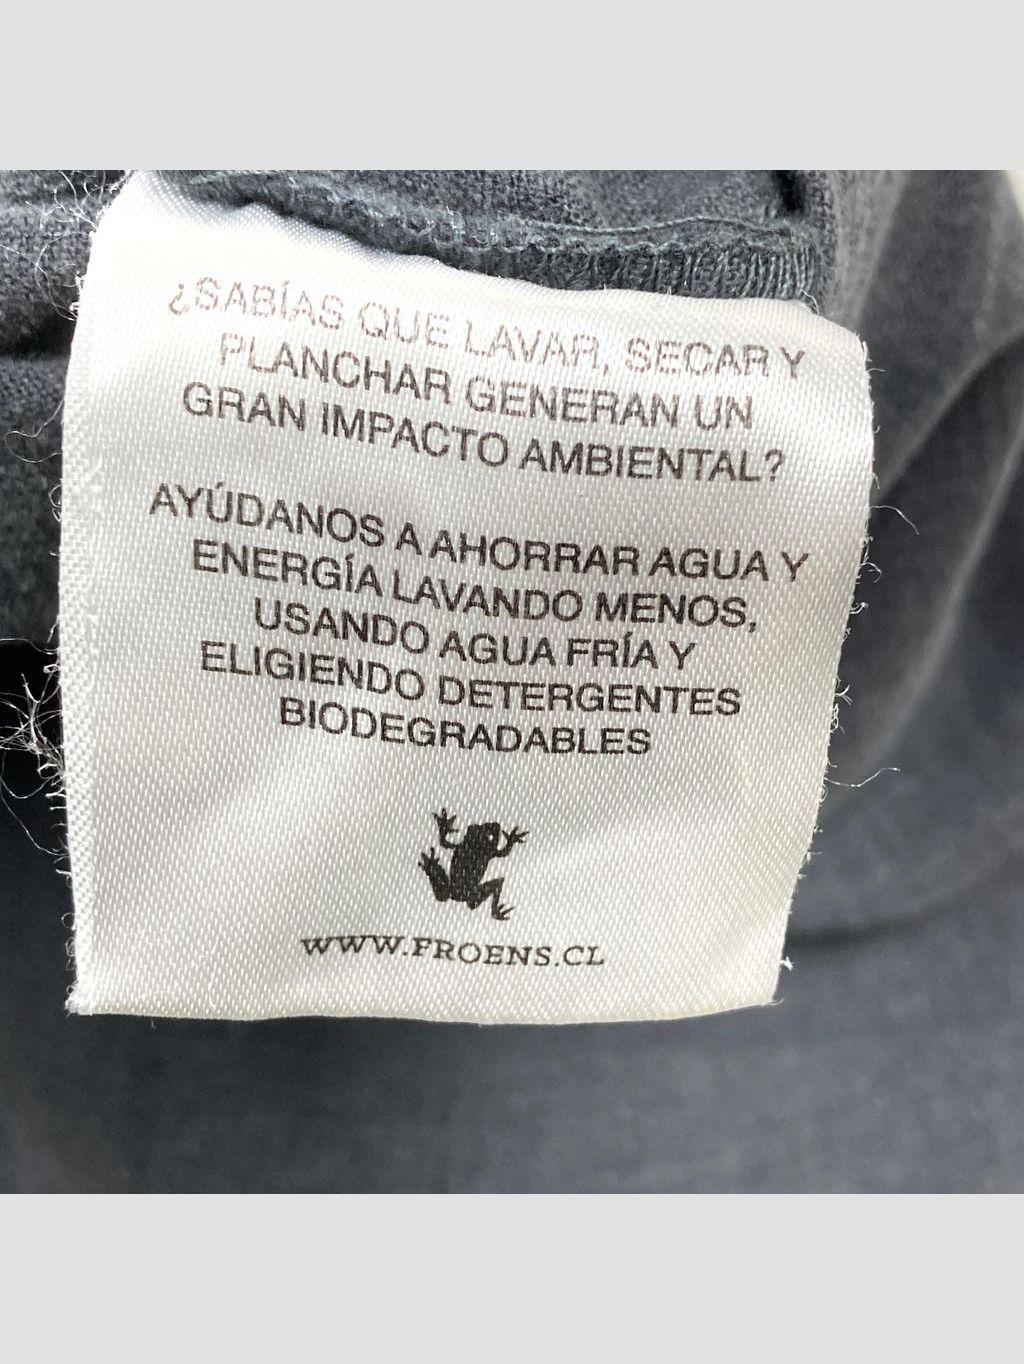 ¿SABÍAS QUE LAVAR, SECAR Y
PLANCHAR GENERAN UN
GRAN IMPACTO AMBIENTAL?
AYÚDANOS A AHORRAR AGUA Y
ENERGÍA LAVANDO MENOS,
USANDO AGUA FRÍA Y
ELIGIENDO DETERGENTES
BIODEGRADABLES
WWW.FROENS.CL